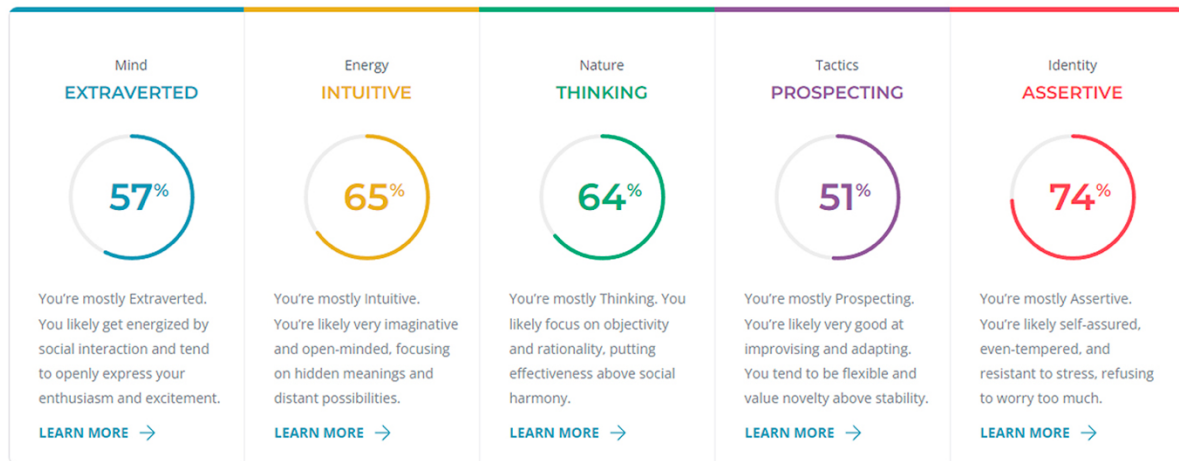 Mind
EXTRAVERTED
57%
You’re mostly Extraverted.
You likely get energized by
social interaction and tend
to openly express your
enthusiasm and excitement.
LEARN MORE →
Energy
INTUITIVE
65%
You’re mostly Intuitive.
You’re likely very imaginative
and open-minded, focusing
on hidden meanings and
distant possibilities.
LEARN MORE →
Nature
THINKING
64%
You’re mostly Thinking. You
likely focus on objectivity
and rationality, putting
effectiveness above social
harmony.
LEARN MORE →
Tactics
PROSPECTING
51%
You’re mostly Prospecting.
You’re likely very good at
improvising and adapting.
You tend to be flexible and
value novelty above stability.
LEARN MORE →
Identity
ASSERTIVE
74%
You’re mostly Assertive.
You’re likely self-assured,
even-tempered, and
resistant to stress, refusing
to worry too much.
LEARN MORE →